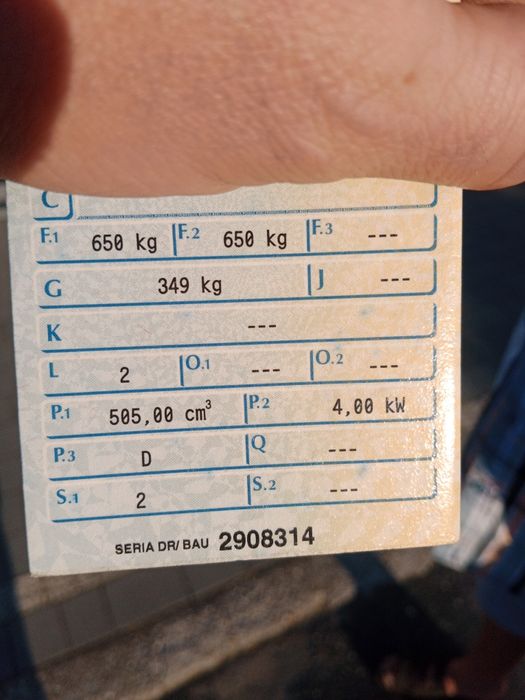 C
F.1 650 kg F.2 650 kg F.3 ---
G 349 kg J ---
K ---
L 2 O.1 --- O.2 ---
P.1 505,00 cm³ P.2 4,00 kW
P.3 D Q ---
S.1 2 S.2 ---
SERIA DR/BAU 2908314